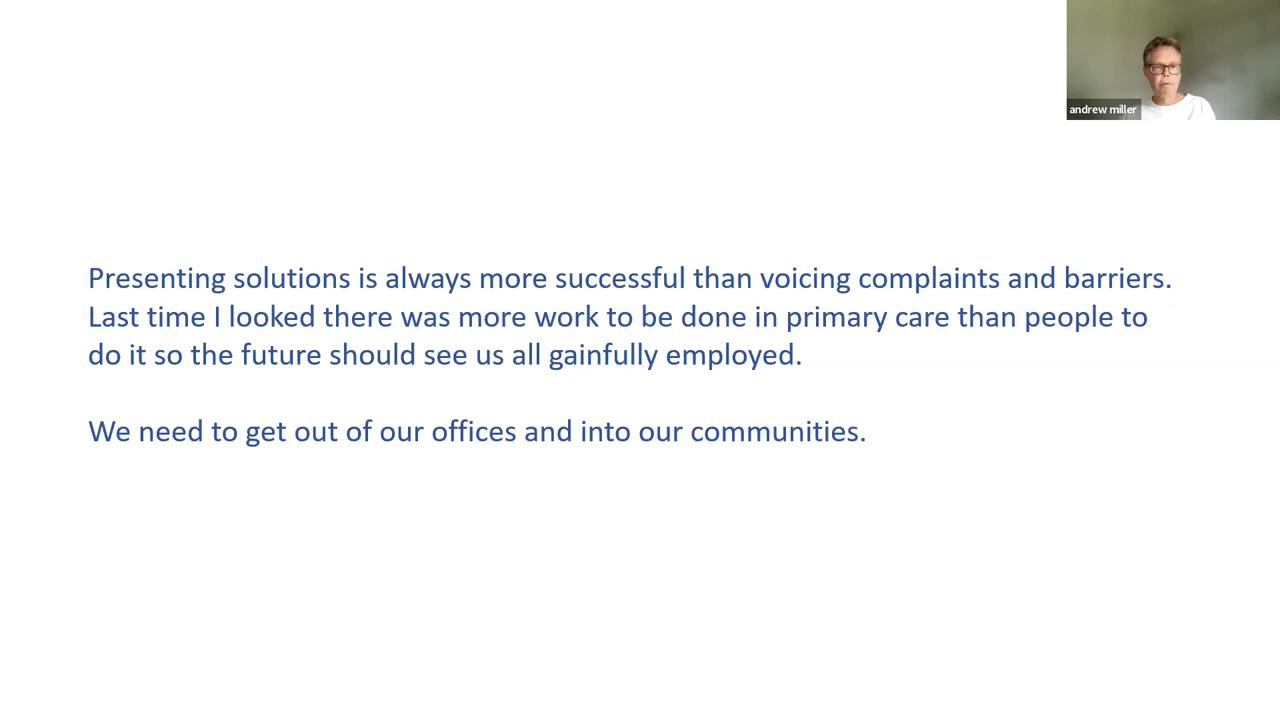 andrew miller
Presenting solutions is always more successful than voicing complaints and barriers.
Last time I looked there was more work to be done in primary care than people to
do it so the future should see us all gainfully employed.
We need to get out of our offices and into our communities.